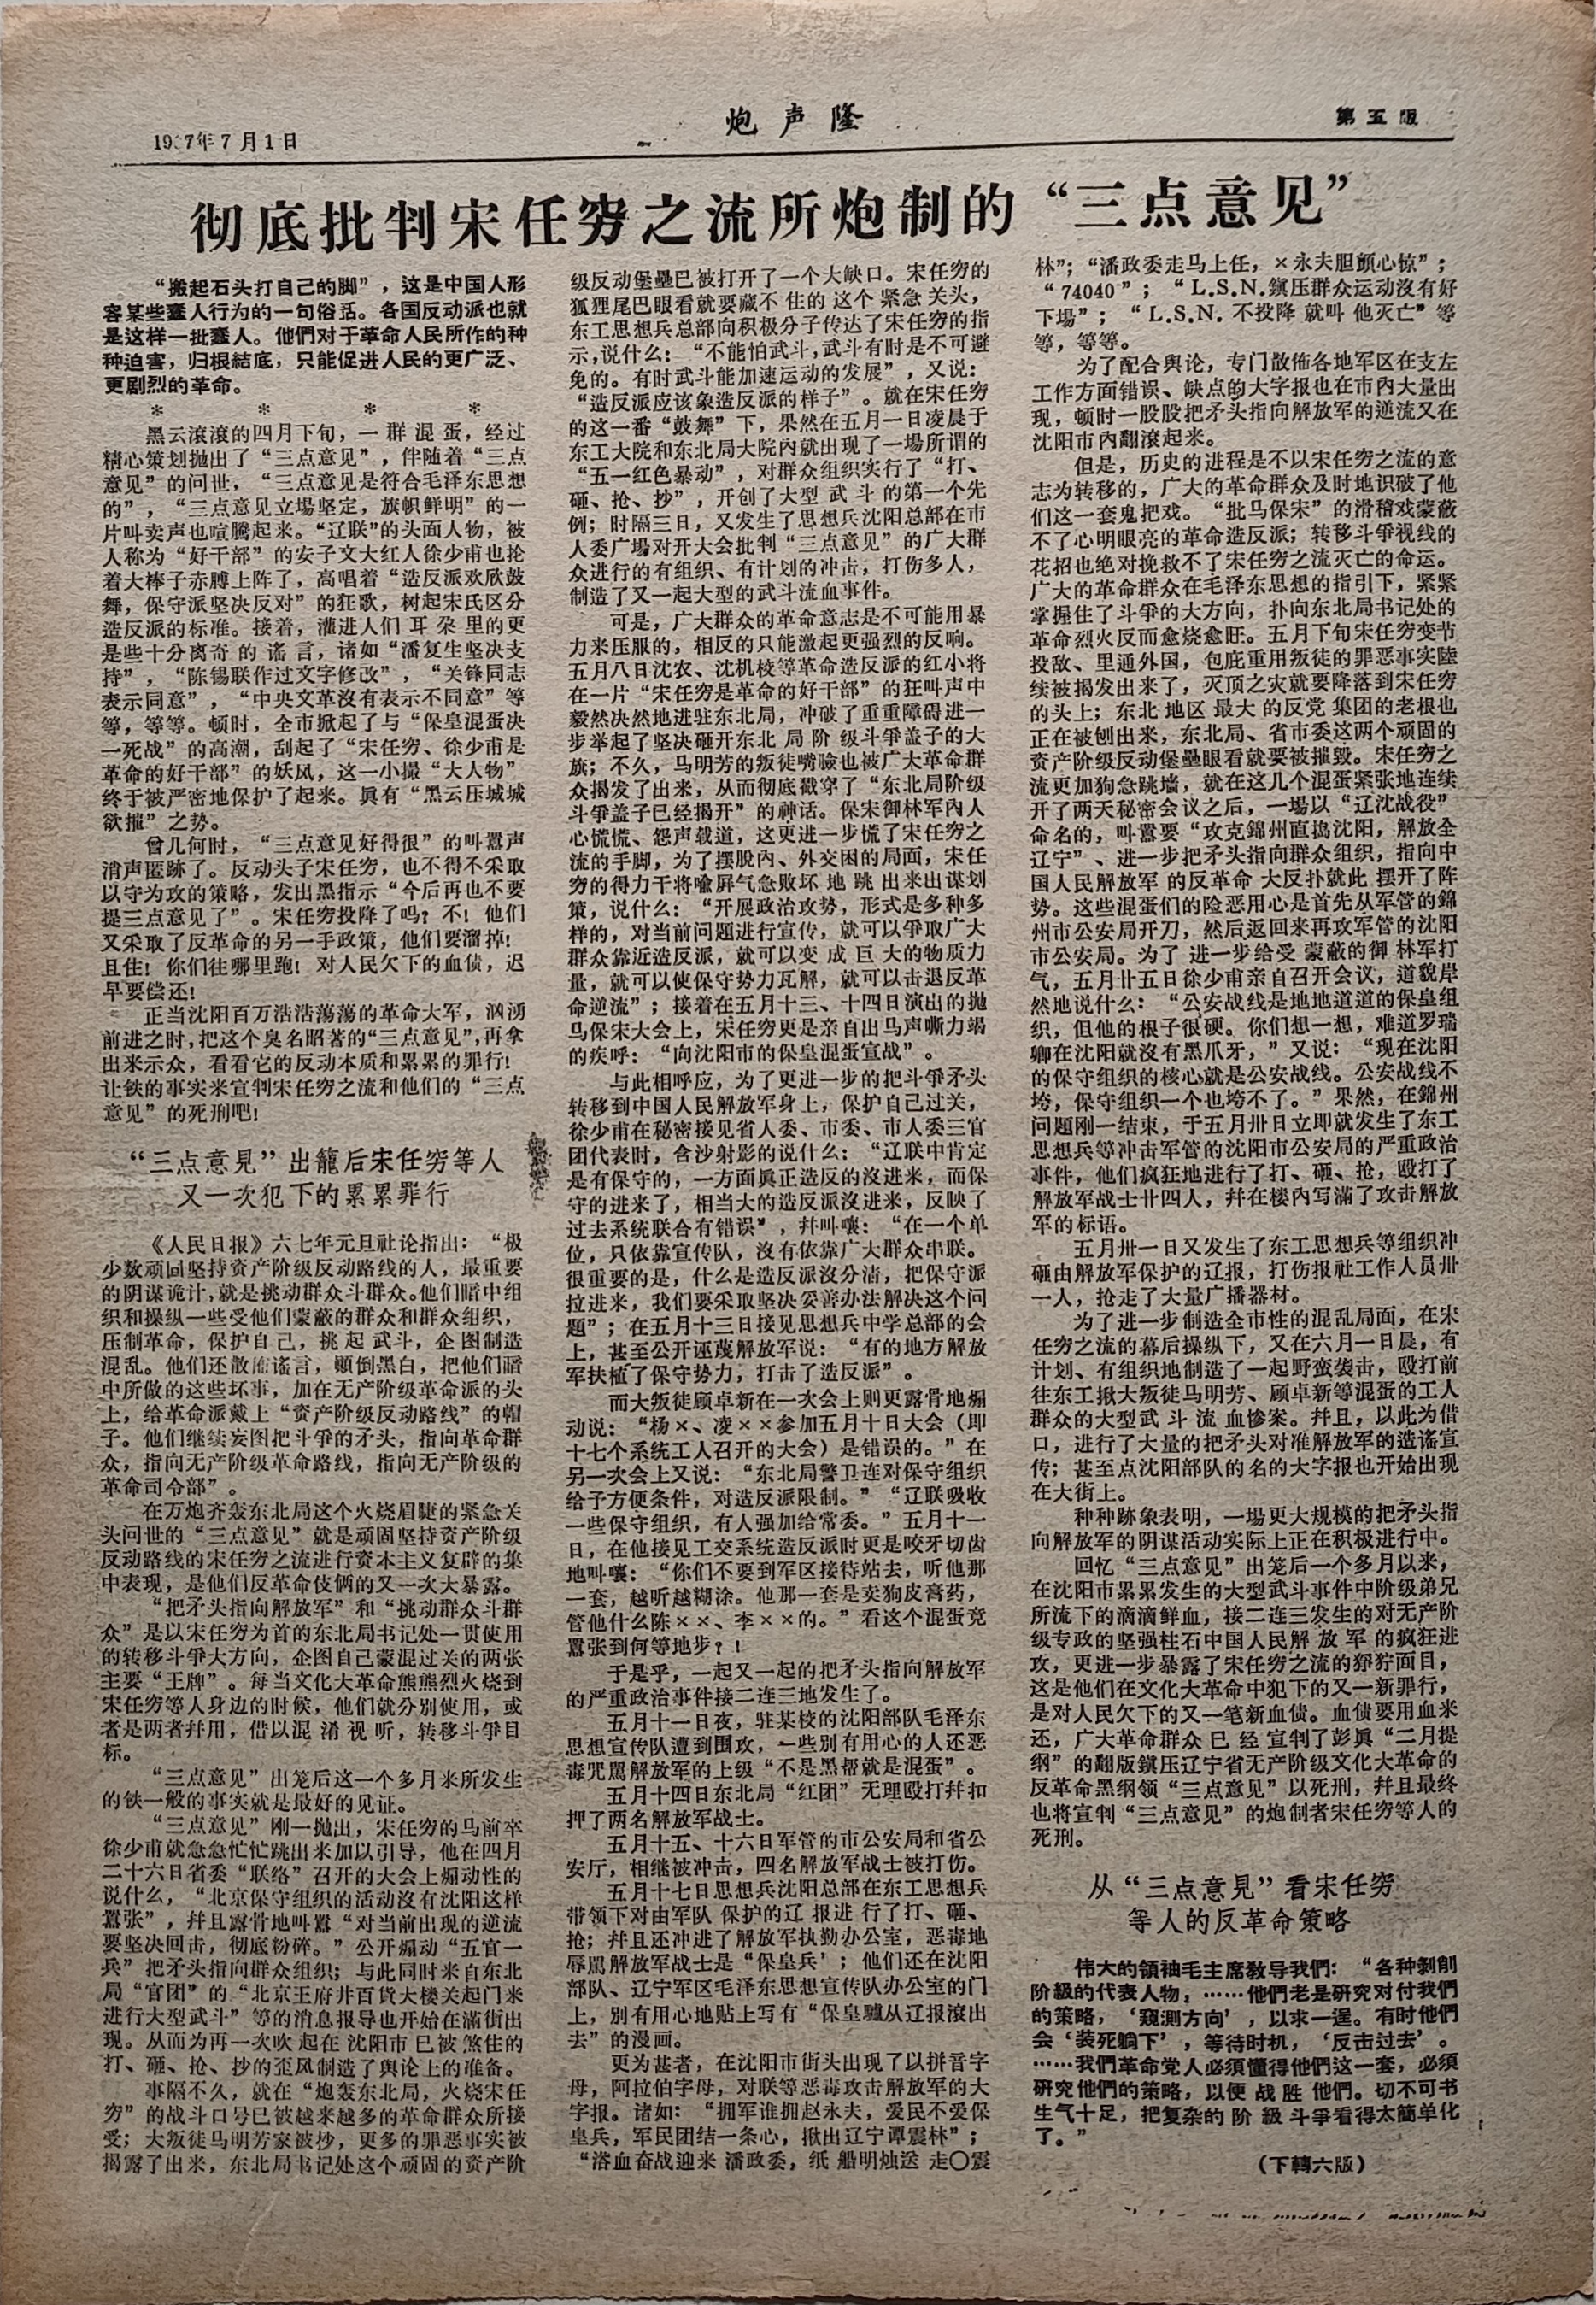 1967年7月1日
炮声隆
第五版
彻底批判宋任穷之流所炮制的“三点意见”
“搬起石头打自己的脚”，这是中国人形
容某些蠢人行为的一句俗话。各国反动派也就
是这样一批蠢人。他們对于革命人民所作的种
种迫害，归根結底，只能促进人民的更广泛、
更剧烈的革命。
* * * *
黑云滚滚的四月下旬，一群混蛋，经过
精心策划抛出了“三点意见”，伴随着“三点
意见”的问世，“三点意见是符合毛泽东思想
的”，“三点意见立場坚定，旗帜鲜明”的一
片叫卖声也喧騰起来。“辽联”的头面人物，被
人称为“好干部”的安子文大红人徐少甫也抡
着大棒子赤膊上阵了，高唱着“造反派欢欣鼓
舞，保守派坚决反对”的狂歌，树起宋氏区分
造反派的标准。接着，灌进人们耳朶里的更
是些十分离奇的谣言，诸如“潘复生坚决支
持”，“陈锡联作过文字修改”，“关锋同志
表示同意”，“中央文革沒有表示不同意”等
等，等等。顿时，全市掀起了与“保皇混蛋决
一死战”的高潮，刮起了“宋任穷、徐少甫是
革命的好干部”的妖风，这一小撮“大人物”
终于被严密地保护了起来。眞有“黑云压城城
欲摧”之势。
曾几何时，“三点意见好得很”的叫嚣声
消声匿跡了。反动头子宋任穷，也不得不采取
以守为攻的策略，发出黑指示“今后再也不要
提三点意见了”。宋任穷投降了吗？不！他们
又采取了反革命的另一手政策，他们要溜掉！
且住！你们往哪里跑！对人民欠下的血债，迟
早要偿还！
正当沈阳百万浩浩荡荡的革命大军，汹湧
前进之时，把这个臭名昭著的“三点意见”，再拿
出来示众，看看它的反动本质和累累的罪行！
让铁的事实来宣判宋任穷之流和他们的“三点
意见”的死刑吧！
“三点意見”出籠后宋任穷等人
又一次犯下的累累罪行
《人民日报》六七年元旦社论指出：“极
少数顽固坚持资产阶级反动路线的人，最重要
的阴谋诡计，就是挑动群众斗群众。他们暗中组
织和操纵一些受他们蒙蔽的群众和群众组织，
压制革命，保护自己，挑起武斗，企图制造
混乱。他们还散佈谣言，顚倒黑白，把他们暗
中所做的这些坏事，加在无产阶级革命派的头
上，给革命派戴上“资产阶级反动路线”的帽
子。他们继续妄图把斗爭的矛头，指向革命群
众，指向无产阶级革命路线，指向无产阶级的
革命司令部”。
在万炮齐轰东北局这个火烧眉睫的紧急关
头问世的“三点意见”就是顽固坚持资产阶级
反动路线的宋任穷之流进行资本主义复辟的集
中表现，是他们反革命伎俩的又一次大暴露。
“把矛头指向解放军”和“挑动群众斗群
众”是以宋任穷为首的东北局书记处一贯使用
的转移斗爭大方向，企图自己蒙混过关的两张
主要“王牌”。每当文化大革命熊熊烈火烧到
宋任穷等人身边的时候，他们就分别使用，或
者是两者幷用，借以混淆视听，转移斗爭目
标。
“三点意见”出笼后这一个多月来所发生
的铁一般的事实就是最好的见证。
“三点意见”刚一抛出，宋任穷的马前卒
徐少甫就急急忙忙跳出来加以引导，他在四月
二十六日省委“联络”召开的大会上煽动性的
说什么，“北京保守组织的活动沒有沈阳这样
嚣张”，幷且露骨地叫嚣“对当前出现的逆流
要坚决回击，彻底粉碎。”公开煽动“五官一
兵”把矛头指向群众组织；与此同时来自东北
局“官团”的“北京王府井百貨大楼关起门来
进行大型武斗”等的消息报导也开始在滿街出
现。从而为再一次吹起在沈阳市已被煞住的
打、砸、抢、抄的歪风制造了舆论上的准备。
事隔不久，就在“炮轰东北局，火烧宋任
穷”的战斗口号已被越来越多的革命群众所接
受；大叛徒马明芳家被抄，更多的罪恶事实被
揭露了出来，东北局书记处这个顽固的资产阶
级反动堡壘已被打开了一个大缺口。宋任穷的
狐狸尾巴眼看就要藏不住的这个紧急关头，
东工思想兵总部向积极分子传达了宋任穷的指
示，说什么：“不能怕武斗，武斗有时是不可避
免的。有时武斗能加速运动的发展”，又说：
“造反派应该象造反派的样子”。就在宋任穷
的这一番“鼓舞”下，果然在五月一日凌晨于
东工大院和东北局大院內就出现了一場所谓的
“五一红色暴动”，对群众组织实行了“打、
砸、抢、抄”，开创了大型武斗的第一个先
例；时隔三日，又发生了思想兵沈阳总部在市
人委广場对开大会批判“三点意见”的广大群
众进行的有组织、有计划的冲击，打伤多人，
制造了又一起大型的武斗流血事件。
可是，广大群众的革命意志是不可能用暴
力来压服的，相反的只能激起更强烈的反响。
五月八日沈农、沈机校等革命造反派的红小将
在一片“宋任穷是革命的好干部”的狂叫声中
毅然决然地进驻东北局，冲破了重重障碍进一
步举起了坚决砸开东北局阶级斗爭盖子的大
旗；不久，马明芳的叛徒嘴臉也被广大革命群
众揭发了出来，从而彻底戳穿了“东北局阶级
斗爭盖子已经揭开”的神话。保宋御林军內人
心慌慌、怨声载道，这更进一步慌了宋任穷之
流的手脚，为了摆脫內、外交困的局面，宋任
穷的得力干将喩屏气急败坏地跳出来出谋划
策，说什么：“开展政治攻势，形式是多种多
样的，对当前问题进行宣传，就可以爭取广大
群众靠近造反派，就可以变成巨大的物质力
量，就可以使保守势力瓦解，就可以击退反革
命逆流”；接着在五月十三、十四日演出的抛
马保宋大会上，宋任穷更是亲自出马声嘶力竭
的疾呼：“向沈阳市的保皇混蛋宣战”。
与此相呼应，为了更进一步的把斗爭矛头
转移到中国人民解放军身上，保护自己过关，
徐少甫在秘密接见省人委、市委、市人委三官
团代表时，含沙射影的说什么：“辽联中肯定
是有保守的，一方面眞正造反的沒进来，而保
守的进来了，相当大的造反派沒进来，反映了
过去系统联合有错误”，幷叫嚷：“在一个单
位，只依靠宣传队，沒有依靠广大群众串联。
很重要的是，什么是造反派沒分清，把保守派
拉进来，我们要采取坚决妥善办法解决这个问
题”；在五月十三日接见思想兵中学总部的会
上，甚至公开诬蔑解放军说：“有的地方解放
军扶植了保守势力，打击了造反派”。
而大叛徒顾卓新在一次会上则更露骨地煽
动说：“杨×、凌××参加五月十日大会（即
十七个系统工人召开的大会）是错误的。”在
另一次会上又说：“东北局警卫连对保守组织
给予方便条件，对造反派限制。”“辽联吸收
一些保守组织，有人强加给常委。”五月十一
日，在他接见工交系统造反派时更是咬牙切齿
地叫嚷：“你们不要到军区接待站去，听他那
一套，越听越糊涂。他那一套是卖狗皮膏药，
管他什么陈××、李××的。”看这个混蛋竟
嚣张到何等地步？！
于是乎，一起又一起的把矛头指向解放军
的严重政治事件接二连三地发生了。
五月十一日夜，驻某校的沈阳部队毛泽东
思想宣传队遭到围攻，一些别有用心的人还恶
毒咒駡解放军的上级“不是黑帮就是混蛋”。
五月十四日东北局“红团”无理殴打幷扣
押了两名解放军战士。
五月十五、十六日军管的市公安局和省公
安厅，相继被冲击，四名解放军战士被打伤。
五月十七日思想兵沈阳总部在东工思想兵
带领下对由军队保护的辽报进行了打、砸、
抢；幷且还冲进了解放军执勤办公室，恶毒地
辱駡解放军战士是“保皇兵’；他们还在沈阳
部队、辽宁军区毛泽东思想宣传队办公室的门
上，别有用心地贴上写有“保皇驢从辽报滚出
去”的漫画。
更为甚者，在沈阳市街头出现了以拼音字
母，阿拉伯字母，对联等恶毒攻击解放军的大
字报。诸如：“拥军谁拥赵永夫，爱民不爱保
皇兵，军民团结一条心，揪出辽宁谭震林”；
“浴血奋战迎来潘政委，纸船明烛送走〇震
林”；“潘政委走马上任，×永夫胆颤心惊”；
“74040”；“L.S.N.鎭压群众运动沒有好
下場”；“L.S.N.不投降就叫他灭亡”等
等，等等。
为了配合舆论，专门散佈各地军区在支左
工作方面错误、缺点的大字报也在市內大量出
现，顿时一股股把矛头指向解放军的逆流又在
沈阳市內翻滚起来。
但是，历史的进程是不以宋任穷之流的意
志为转移的，广大的革命群众及时地识破了他
们这一套鬼把戏。“批马保宋”的滑稽戏蒙蔽
不了心明眼亮的革命造反派；转移斗爭视线的
花招也绝对挽救不了宋任穷之流灭亡的命运。
广大的革命群众在毛泽东思想的指引下，紧紧
掌握住了斗爭的大方向，扑向东北局书记处的
革命烈火反而愈烧愈旺。五月下旬宋任穷变节
投敌、里通外国，包庇重用叛徒的罪恶事实陸
续被揭发出来了，灭顶之灾就要降落到宋任穷
的头上；东北地区最大的反党集团的老根也
正在被刨出来，东北局、省市委这两个顽固的
资产阶级反动堡壘眼看就要被摧毁。宋任穷之
流更加狗急跳墙，就在这几个混蛋紧张地连续
开了两天秘密会议之后，一場以“辽沈战役”
命名的，叫嚣要“攻克錦州直捣沈阳，解放全
辽宁”、进一步把矛头指向群众组织，指向中
国人民解放军的反革命大反扑就此摆开了阵
势。这些混蛋们的险恶用心是首先从军管的錦
州市公安局开刀，然后返回来再攻军管的沈阳
市公安局。为了进一步给受蒙蔽的御林军打
气，五月廿五日徐少甫亲自召开会议，道貌岸
然地说什么：“公安战线是地地道道的保皇组
织，但他的根子很硬。你们想一想，难道罗瑞
卿在沈阳就沒有黑爪牙，”又说：“现在沈阳
的保守组织的核心就是公安战线。公安战线不
垮，保守组织一个也垮不了。”果然，在錦州
问题刚一结束，于五月卅日立即就发生了东工
思想兵等冲击军管的沈阳市公安局的严重政治
事件，他们疯狂地进行了打、砸、抢，殴打了
解放军战士廿四人，幷在楼內写滿了攻击解放
军的标语。
五月卅一日又发生了东工思想兵等组织冲
砸由解放军保护的辽报，打伤报社工作人员卅
一人，抢走了大量广播器材。
为了进一步制造全市性的混乱局面，在宋
任穷之流的幕后操纵下，又在六月一日晨，有
计划、有组织地制造了一起野蛮袭击，殴打前
往东工揪大叛徒马明芳、顾卓新等混蛋的工人
群众的大型武斗流血惨案。幷且，以此为借
口，进行了大量的把矛头对准解放军的造谣宣
传；甚至点沈阳部队的名的大字报也开始出现
在大街上。
种种跡象表明，一場更大规模的把矛头指
向解放军的阴谋活动实际上正在积极进行中。
回忆“三点意见”出笼后一个多月以来，
在沈阳市累累发生的大型武斗事件中阶级弟兄
所流下的滴滴鲜血，接二连三发生的对无产阶
级专政的坚强柱石中国人民解放军的疯狂进
攻，更进一步暴露了宋任穷之流的狰狞面目，
这是他们在文化大革命中犯下的又一新罪行，
是对人民欠下的又一笔新血债。血债要用血来
还，广大革命群众已经宣判了彭眞“二月提
纲”的翻版鎭压辽宁省无产阶级文化大革命的
反革命黑纲领“三点意见”以死刑，幷且最终
也将宣判“三点意见”的炮制者宋任穷等人的
死刑。
从“三点意見”看宋任穷
等人的反革命策略
伟大的領袖毛主席敎导我們：“各种剝削
阶級的代表人物，……他們老是研究对付我們
的策略，‘窺測方向’，以求一逞。有时他們
会‘装死躺下’，等待时机，‘反击过去’。
……我們革命党人必须懂得他們这一套，必须
研究他們的策略，以便战胜他們。切不可书
生气十足，把复杂的阶級斗爭看得太簡单化
了。”
（下轉六版）